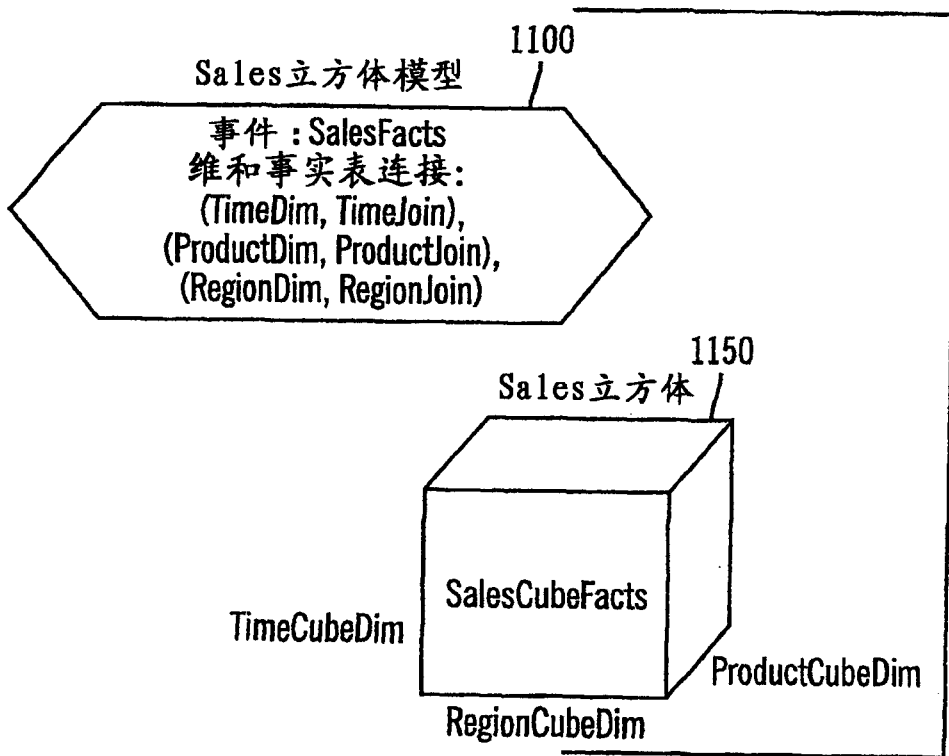 1100
Sales立方体模型
事件:SalesFacts
维和事实表连接:
(TimeDim, TimeJoin),
(ProductDim, ProductJoin),
(RegionDim, RegionJoin)
1150
Sales立方体
SalesCubeFacts
TimeCubeDim
ProductCubeDim
RegionCubeDim